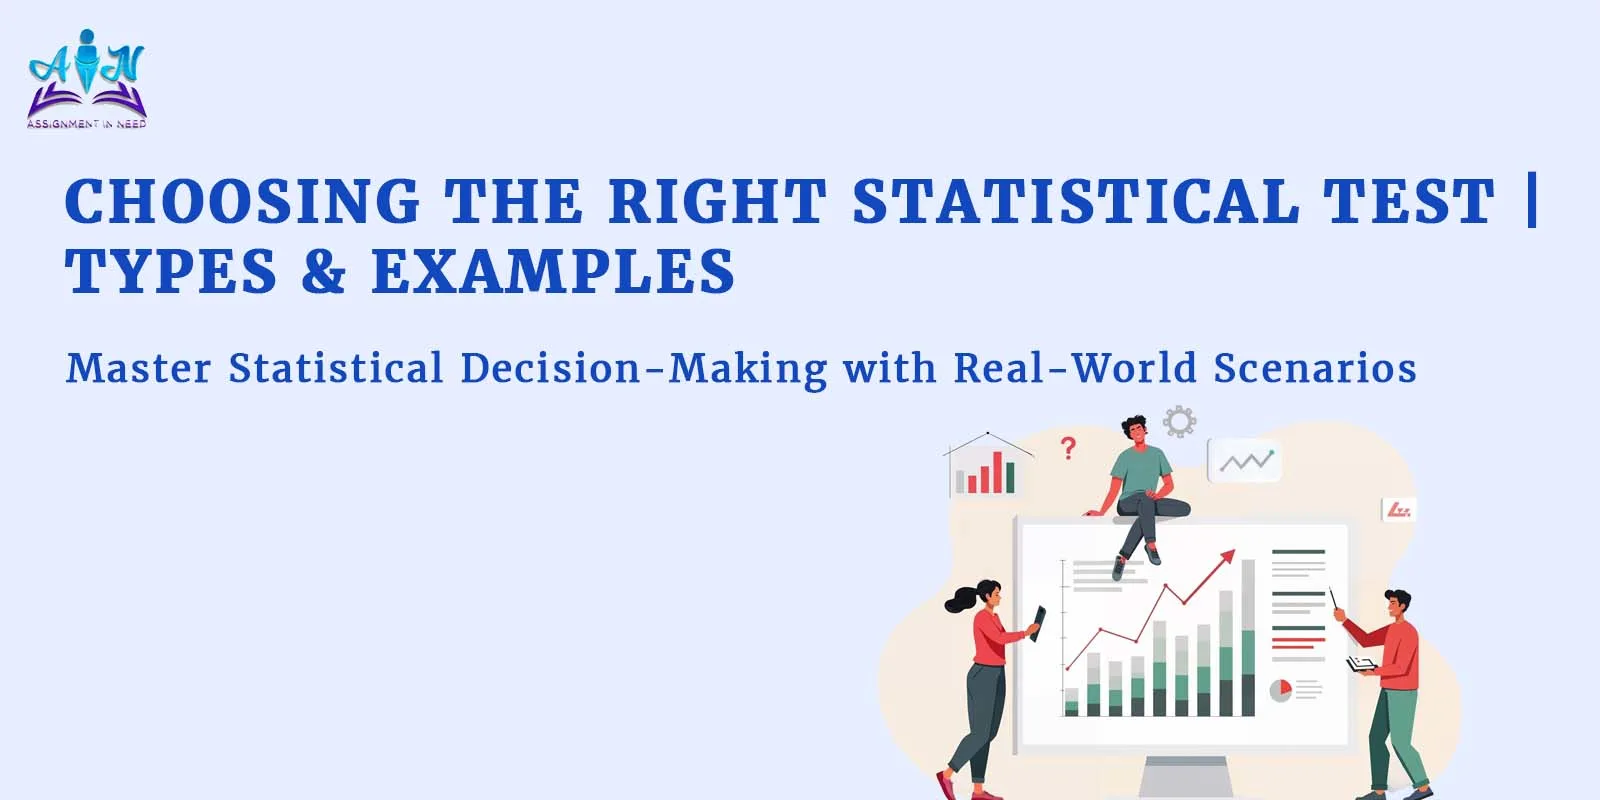 AIN
ASSIGNMENT IN NEED
CHOOSING THE RIGHT STATISTICAL TEST |
TYPES & EXAMPLES
Master Statistical Decision-Making with Real-World Scenarios
?